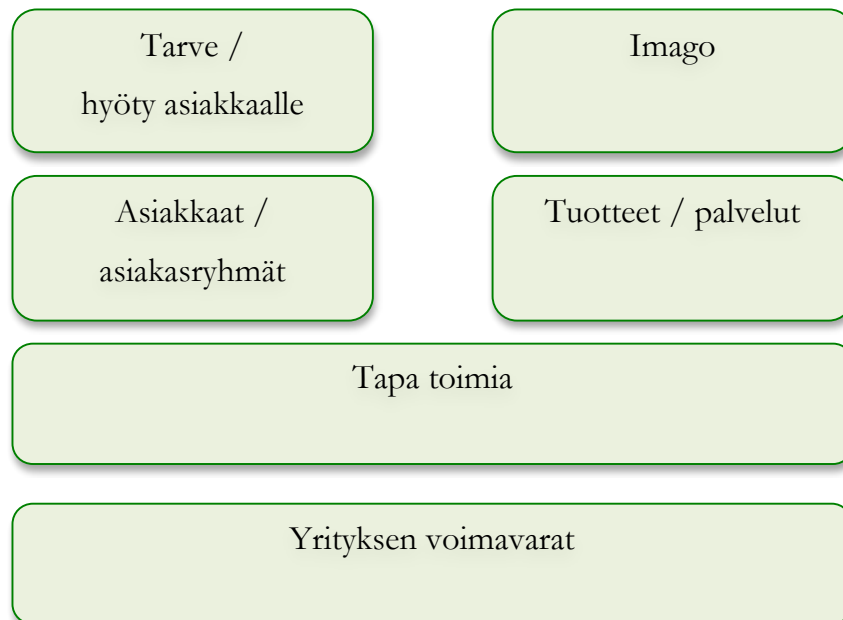 Tarve /
hyöty asiakkaalle
Imago
Asiakkaat /
asiakasryhmät
Tuotteet / palvelut
Tapa toimia
Yrityksen voimavarat